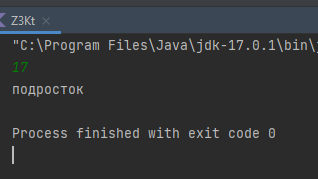 Z3Kt ×
"C:\Program Files\Java\jdk-17.0.1\bin\j
17
подросток
Process finished with exit code 0